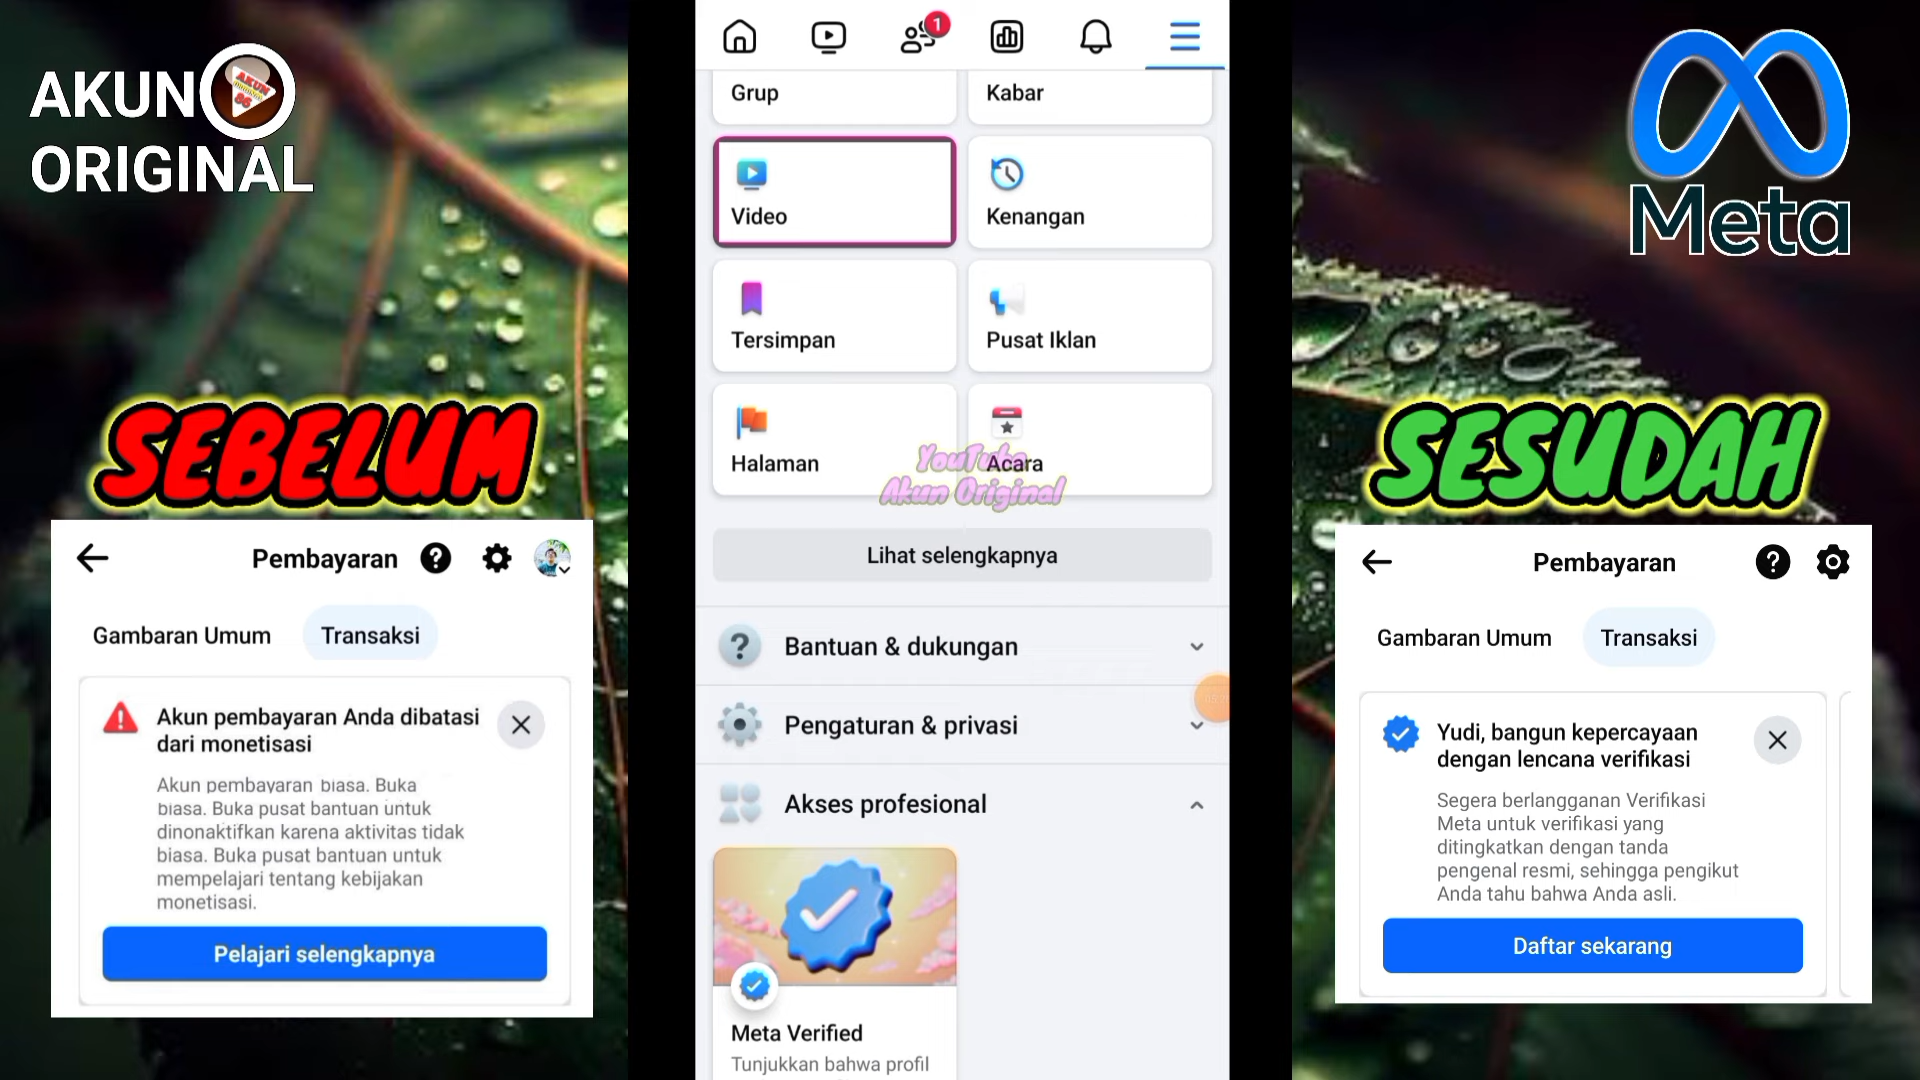 AKUN
AKUN
ORIGINAL
86
ORIGINAL
SEBELUM
Pembayaran
Gambaran Umum
Transaksi
Akun pembayaran Anda dibatasi
dari monetisasi
Akun pembayaran biasa. Buka
biasa. Buka pusat bantuan untuk
dinonaktifkan karena aktivitas tidak
biasa. Buka pusat bantuan untuk
mempelajari tentang kebijakan
monetisasi.
Pelajari selengkapnya
1
Grup
Kabar
Video
Kenangan
Tersimpan
Pusat Iklan
Halaman
Acara
YouTube
Akun Original
Lihat selengkapnya
Bantuan & dukungan
Pengaturan & privasi
Akses profesional
Meta Verified
Tunjukkan bahwa profil
Meta
SESUDAH
Pembayaran
Gambaran Umum
Transaksi
Yudi, bangun kepercayaan
dengan lencana verifikasi
Segera berlangganan Verifikasi
Meta untuk verifikasi yang
ditingkatkan dengan tanda
pengenal resmi, sehingga pengikut
Anda tahu bahwa Anda asli.
Daftar sekarang